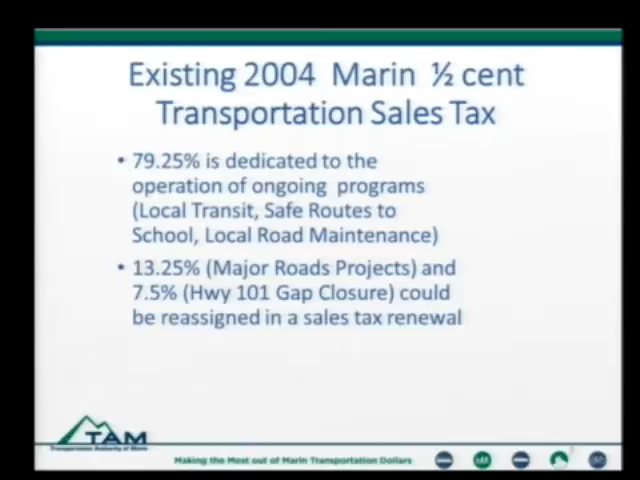 Existing 2004 Marin ½ cent
Transportation Sales Tax
• 79.25% is dedicated to the
operation of ongoing programs
(Local Transit, Safe Routes to
School, Local Road Maintenance)
• 13.25% (Major Roads Projects) and
7.5% (Hwy 101 Gap Closure) could
be reassigned in a sales tax renewal
TAM
Transportation Authority of Marin
Making the Most out of Marin Transportation Dollars